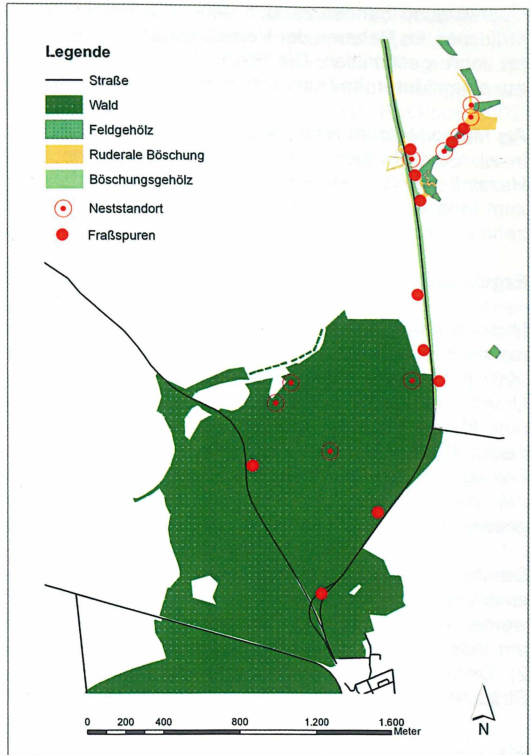 Legende
Straße
Wald
Feldgehölz
Ruderale Böschung
Böschungsgehölz
Neststandort
Fraßspuren
0 200 400 800 1.200 1.600
Meter
N